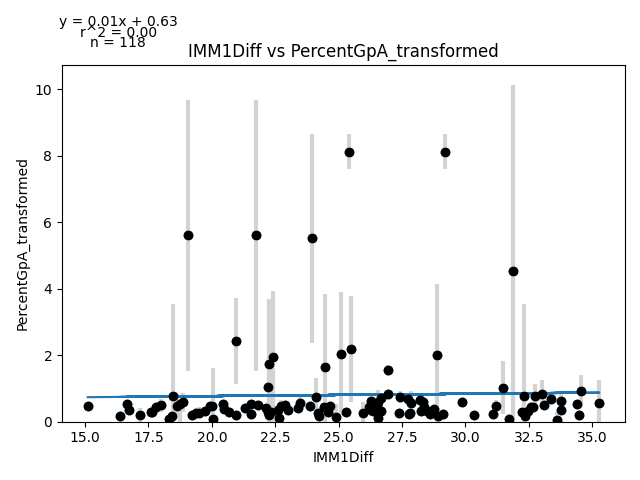 y = 0.01x + 0.63
r^2 = 0.00
n = 118
IMM1Diff vs PercentGpA_transformed
PercentGpA_transformed
10
8
6
4
2
0
15.0 17.5 20.0 22.5 25.0 27.5 30.0 32.5 35.0
IMM1Diff